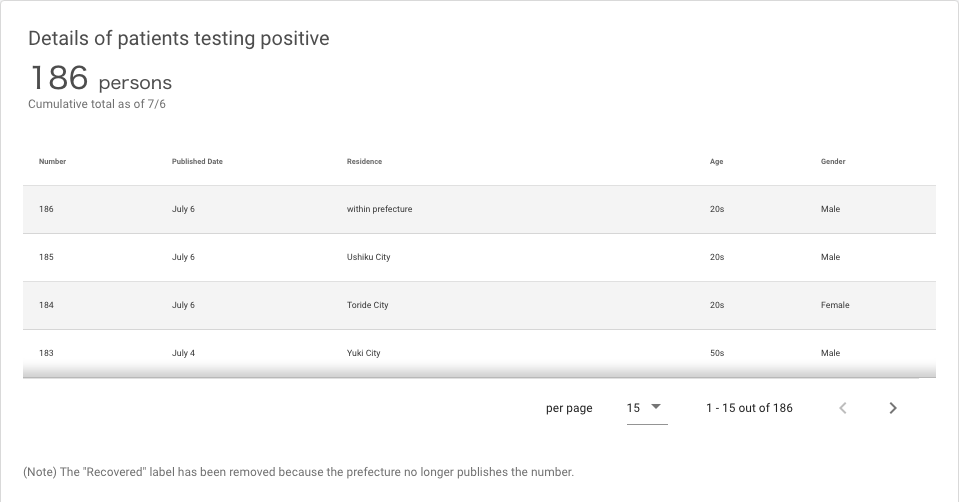 Details of patients testing positive
186 persons
Cumulative total as of 7/6
Number Published Date Residence Age Gender
186 July 6 within prefecture 20s Male
185 July 6 Ushiku City 20s Male
184 July 6 Toride City 20s Female
183 July 4 Yuki City 50s Male
per page 15 1 - 15 out of 186
(Note) The "Recovered" label has been removed because the prefecture no longer publishes the number.